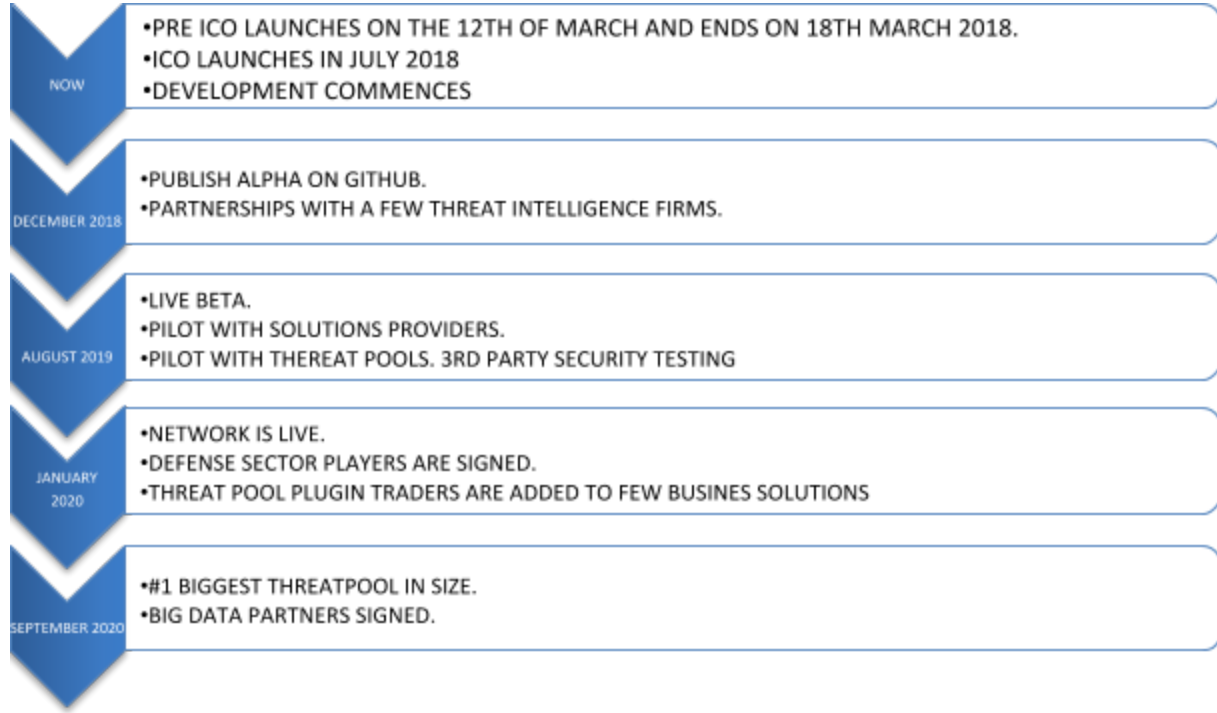 NOW
•PRE ICO LAUNCHES ON THE 12TH OF MARCH AND ENDS ON 18TH MARCH 2018.
•ICO LAUNCHES IN JULY 2018
•DEVELOPMENT COMMENCES
DECEMBER 2018
•PUBLISH ALPHA ON GITHUB.
•PARTNERSHIPS WITH A FEW THREAT INTELLIGENCE FIRMS.
AUGUST 2019
•LIVE BETA.
•PILOT WITH SOLUTIONS PROVIDERS.
•PILOT WITH THEREAT POOLS. 3RD PARTY SECURITY TESTING
JANUARY
2020
•NETWORK IS LIVE.
•DEFENSE SECTOR PLAYERS ARE SIGNED.
•THREAT POOL PLUGIN TRADERS ARE ADDED TO FEW BUSINES SOLUTIONS
SEPTEMBER 2020
•#1 BIGGEST THREATPOOL IN SIZE.
•BIG DATA PARTNERS SIGNED.